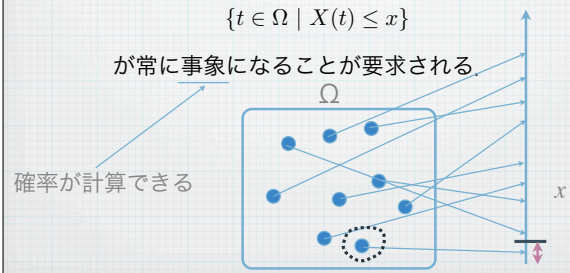 {t ∈ Ω | X(t) ≤ x}
が常に事象になることが要求される.
Ω
確率が計算できる
x